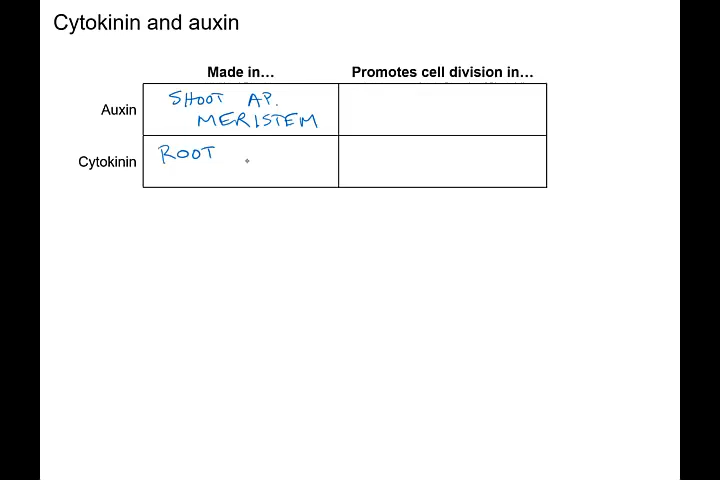 Cytokinin and auxin
Made in… Promotes cell division in…
Auxin SHOOT AP.
MERISTEM
Cytokinin ROOT